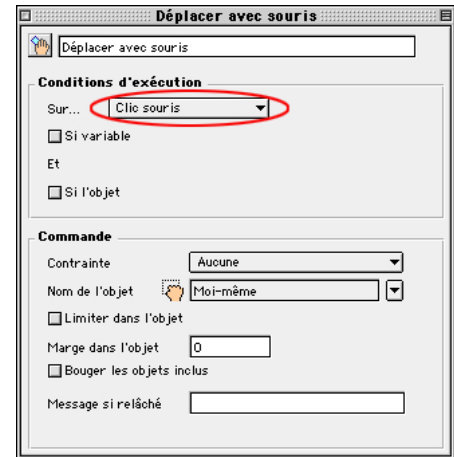 Déplacer avec souris
Déplacer avec souris
Conditions d'exécution
Sur... Clic souris
Si variable
Et
Si l'objet
Commande
Contrainte Aucune
Nom de l'objet Moi-même
Limiter dans l'objet
Marge dans l'objet 0
Bouger les objets inclus
Message si relâché